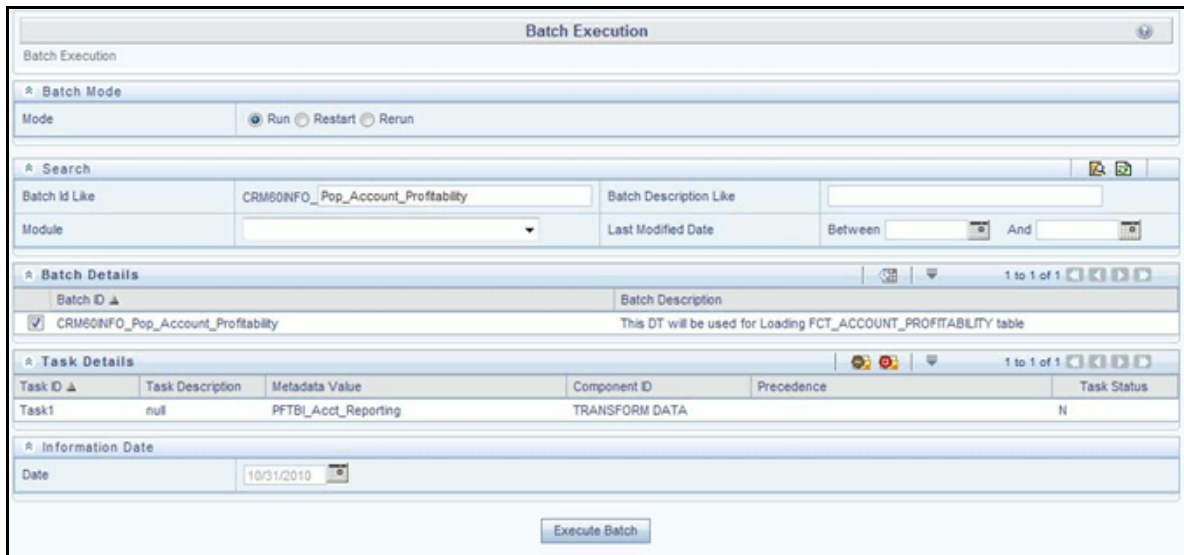 Batch Execution
Batch Execution
Batch Mode
Mode Run Restart Rerun
Search
Batch Id Like CRM60INFO_ Pop_Account_Profitability Batch Description Like
Module Last Modified Date Between And
Batch Details 1 to 1 of 1
Batch ID Batch Description
CRM60INFO_Pop_Account_Profitability This DT will be used for Loading FCT_ACCOUNT_PROFITABILITY table
Task Details 1 to 1 of 1
Task ID Task Description Metadata Value Component ID Precedence Task Status
Task1 null PFTBI_Acct_Reporting TRANSFORM DATA N
Information Date
Date 10/31/2010
Execute Batch